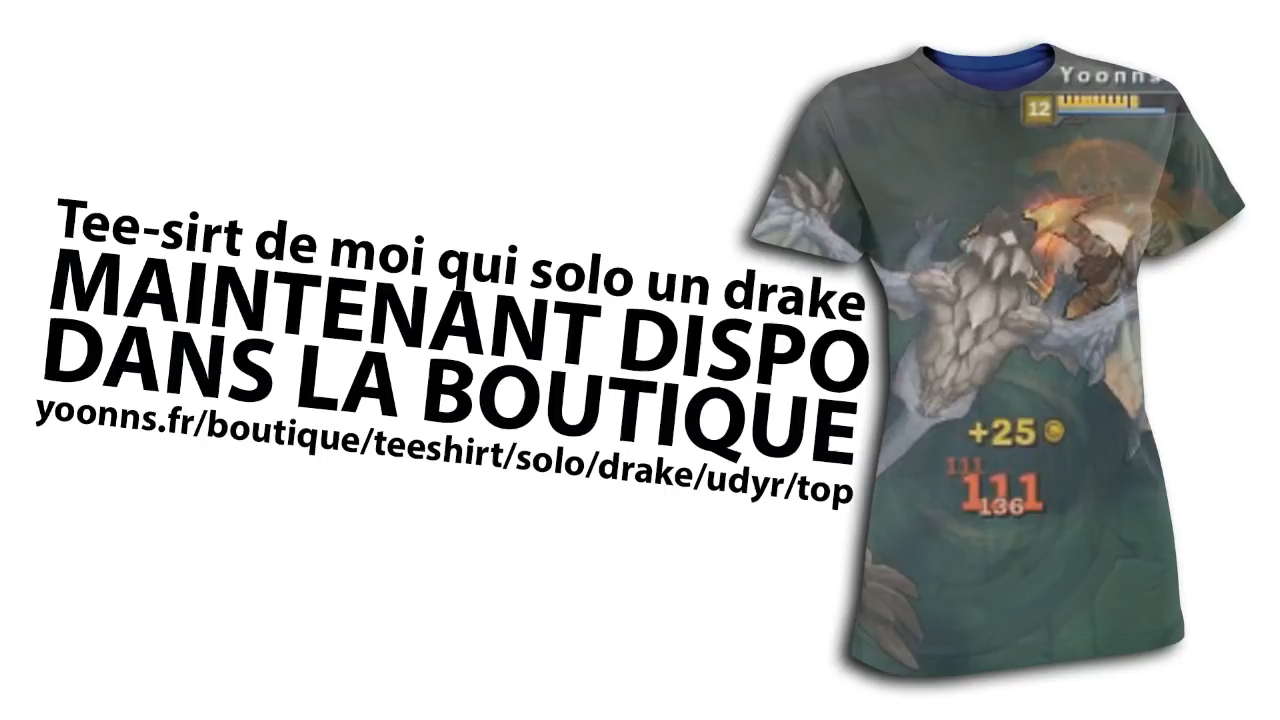 Tee-sirt de moi qui solo un drake
MAINTENANT DISPO
DANS LA BOUTIQUE
yoonns.fr/boutique/teeshirt/solo/drake/udyr/top
Yoonns
12
+25
111
111
136